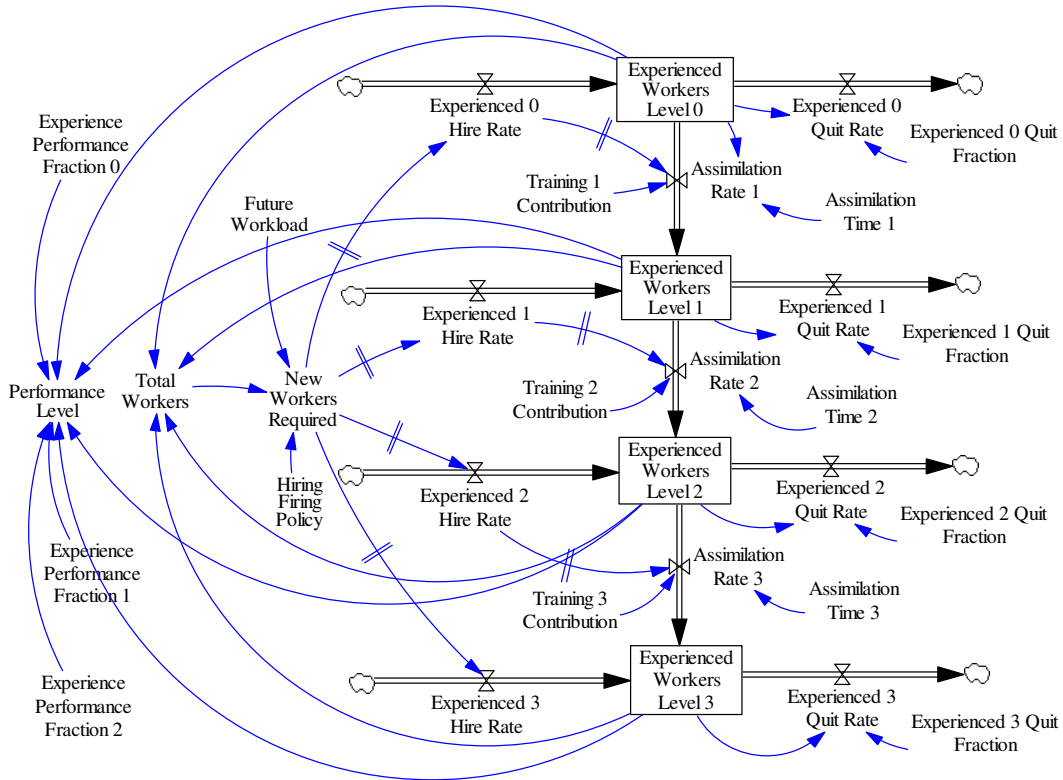 Experienced
Workers
Level 0
Experienced 0
Hire Rate
Experienced 0
Quit Rate
Experienced 0 Quit
Fraction
Experience
Performance
Fraction 0
Training 1
Contribution
Assimilation
Rate 1
Assimilation
Time 1
Future
Workload
Experienced
Workers
Level 1
Experienced 1
Hire Rate
Experienced 1
Quit Rate
Experienced 1 Quit
Fraction
Performance
Level
Total
Workers
New
Workers
Required
Training 2
Contribution
Assimilation
Rate 2
Assimilation
Time 2
Hiring
Firing
Policy
Experienced
Workers
Level 2
Experienced 2
Hire Rate
Experienced 2
Quit Rate
Experienced 2 Quit
Fraction
Experience
Performance
Fraction 1
Training 3
Contribution
Assimilation
Rate 3
Assimilation
Time 3
Experience
Performance
Fraction 2
Experienced
Workers
Level 3
Experienced 3
Hire Rate
Experienced 3
Quit Rate
Experienced 3 Quit
Fraction